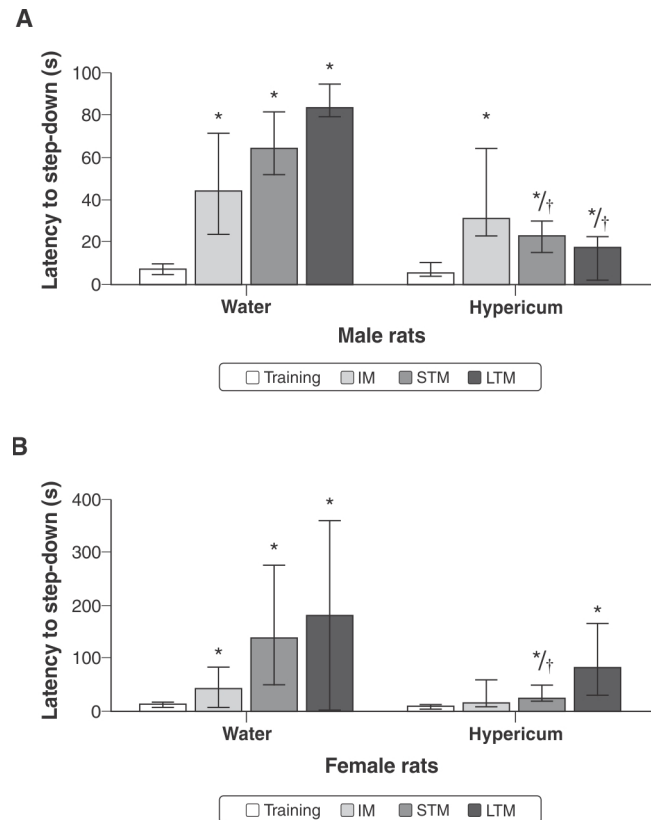 A
Latency to step-down (s)
100
80
60
40
20
0
*
*
*
*
*/†
*/†
Water
Hypericum
Male rats
Training IM STM LTM
B
Latency to step-down (s)
400
300
200
100
0
*
*
*
*/†
*
Water
Hypericum
Female rats
Training IM STM LTM